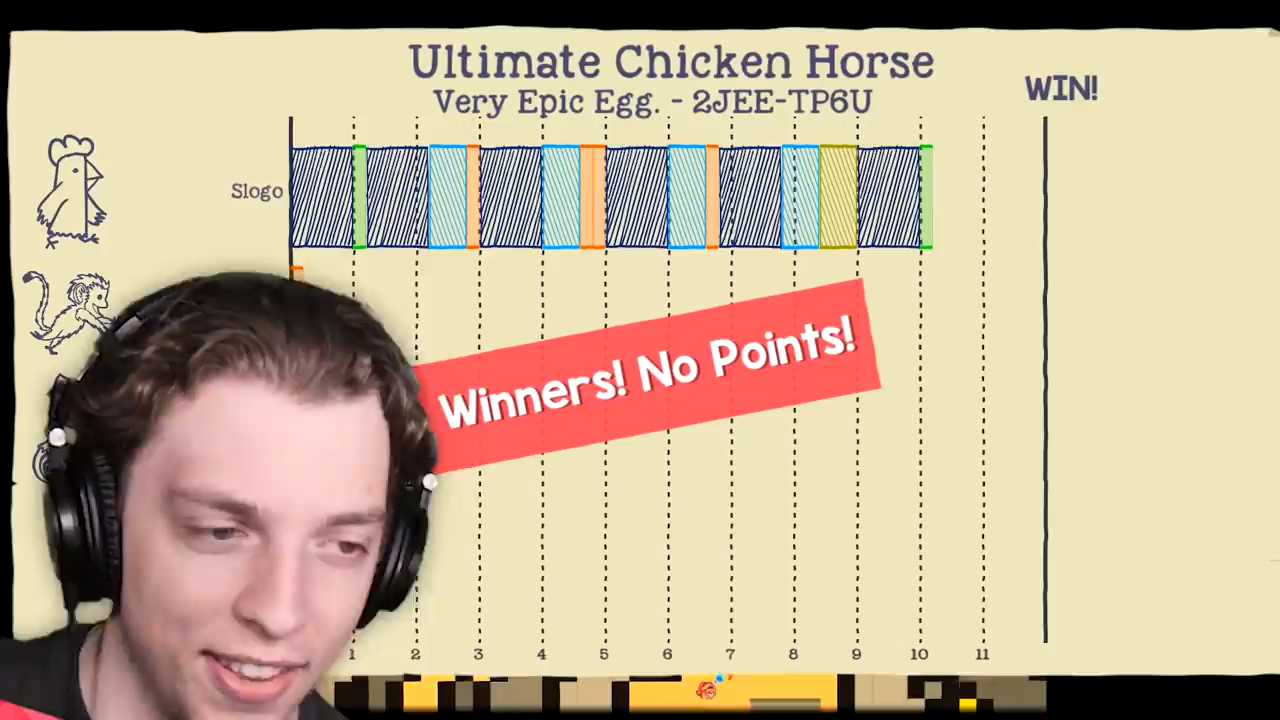 Ultimate Chicken Horse
Very Epic Egg. - 2JEE-TP6U
WIN!
Slogo
Winners! No Points!
1 2 3 4 5 6 7 8 9 10 11